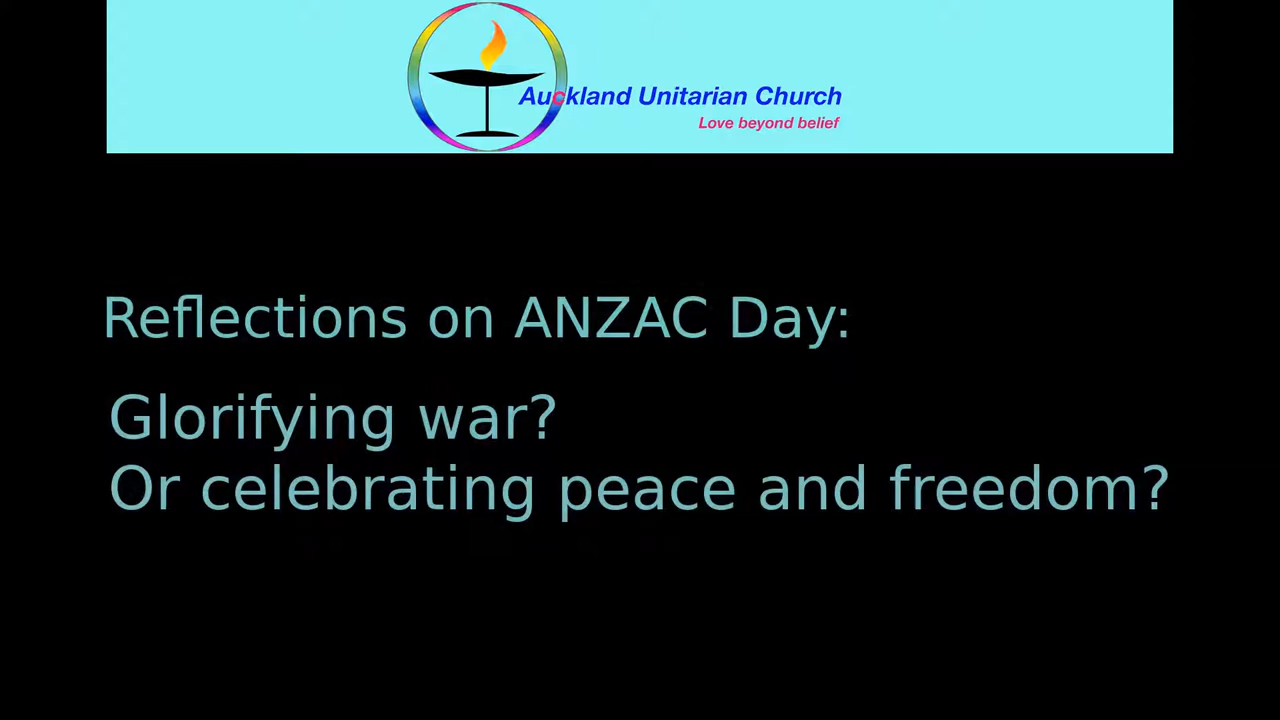 Auckland Unitarian Church
Love beyond belief
Reflections on ANZAC Day:
Glorifying war?
Or celebrating peace and freedom?